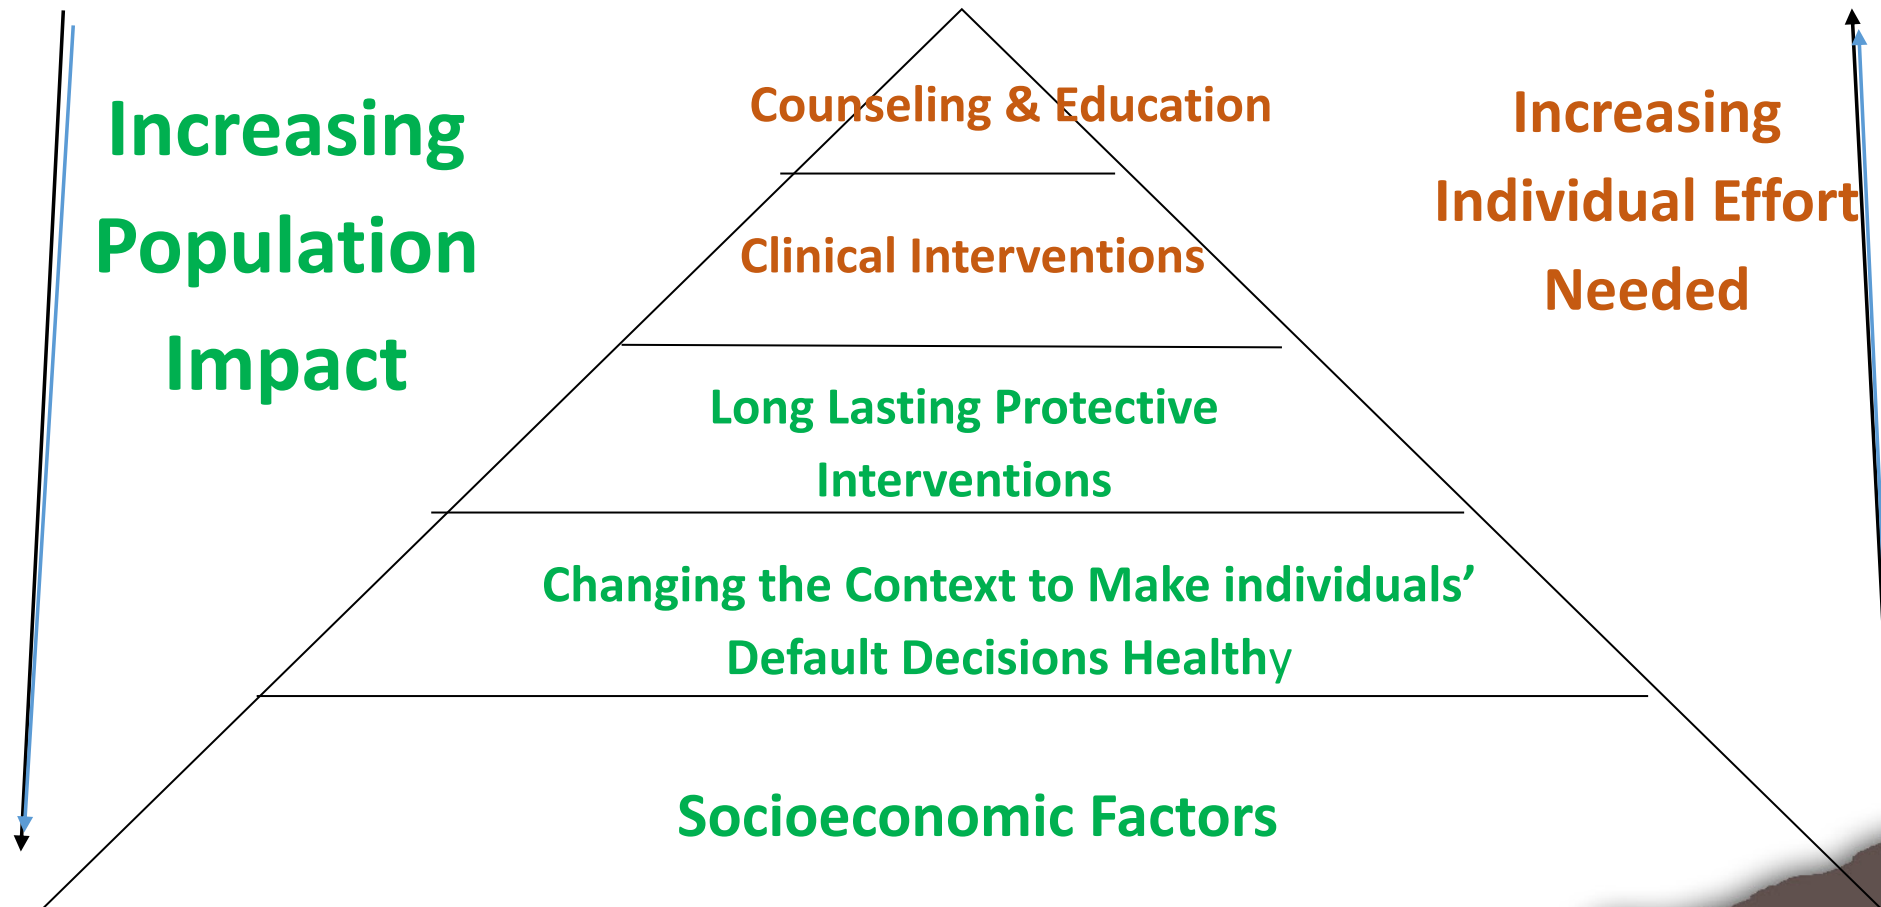 Increasing
Population
Impact
Counseling & Education
Clinical Interventions
Long Lasting Protective
Interventions
Changing the Context to Make individuals’
Default Decisions Healthy
Socioeconomic Factors
Increasing
Individual Effort
Needed